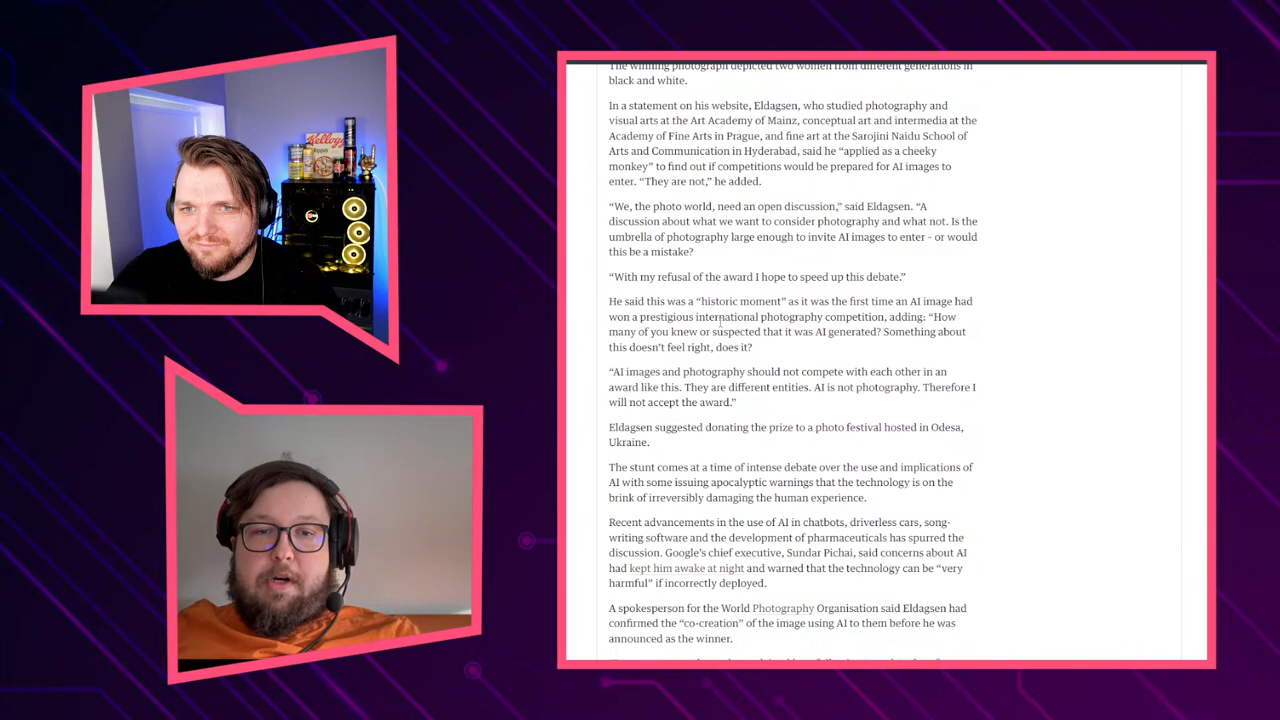 Kellogg's
The winning photograph depicted two women from different generations in
black and white.
In a statement on his website, Eldagsen, who studied photography and
visual arts at the Art Academy of Mainz, conceptual art and intermedia at the
Academy of Fine Arts in Prague, and fine art at the Sarojini Naidu School of
Arts and Communication in Hyderabad, said he “applied as a cheeky
monkey” to find out if competitions would be prepared for AI images to
enter. “They are not,” he added.
“We, the photo world, need an open discussion,” said Eldagsen. “A
discussion about what we want to consider photography and what not. Is the
umbrella of photography large enough to invite AI images to enter – or would
this be a mistake?
“With my refusal of the award I hope to speed up this debate.”
He said this was a “historic moment” as it was the first time an AI image had
won a prestigious international photography competition, adding: “How
many of you knew or suspected that it was AI generated? Something about
this doesn’t feel right, does it?
“AI images and photography should not compete with each other in an
award like this. They are different entities. AI is not photography. Therefore I
will not accept the award.”
Eldagsen suggested donating the prize to a photo festival hosted in Odesa,
Ukraine.
The stunt comes at a time of intense debate over the use and implications of
AI with some issuing apocalyptic warnings that the technology is on the
brink of irreversibly damaging the human experience.
Recent advancements in the use of AI in chatbots, driverless cars, song-
writing software and the development of pharmaceuticals has spurred the
discussion. Google’s chief executive, Sundar Pichai, said concerns about AI
had kept him awake at night and warned that the technology can be “very
harmful” if incorrectly deployed.
A spokesperson for the World Photography Organisation said Eldagsen had
confirmed the “co-creation” of the image using AI to them before he was
announced as the winner.